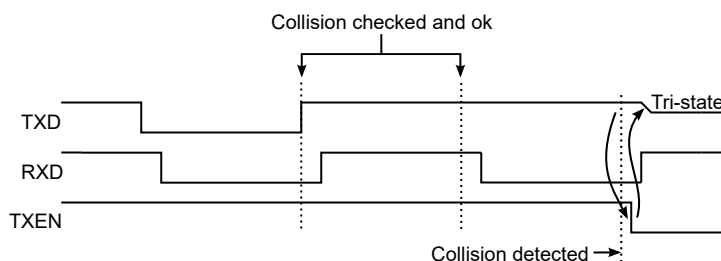 Collision checked and ok
Tri-state
TXD
RXD
TXEN
Collision detected